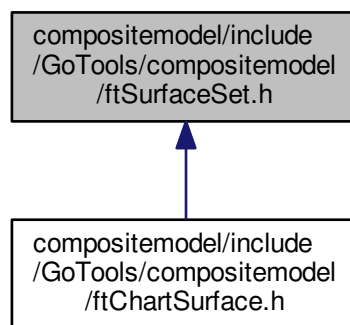 compositemodel/include
/GoTools/compositemodel
/ftSurfaceSet.h
compositemodel/include
/GoTools/compositemodel
/ftChartSurface.h